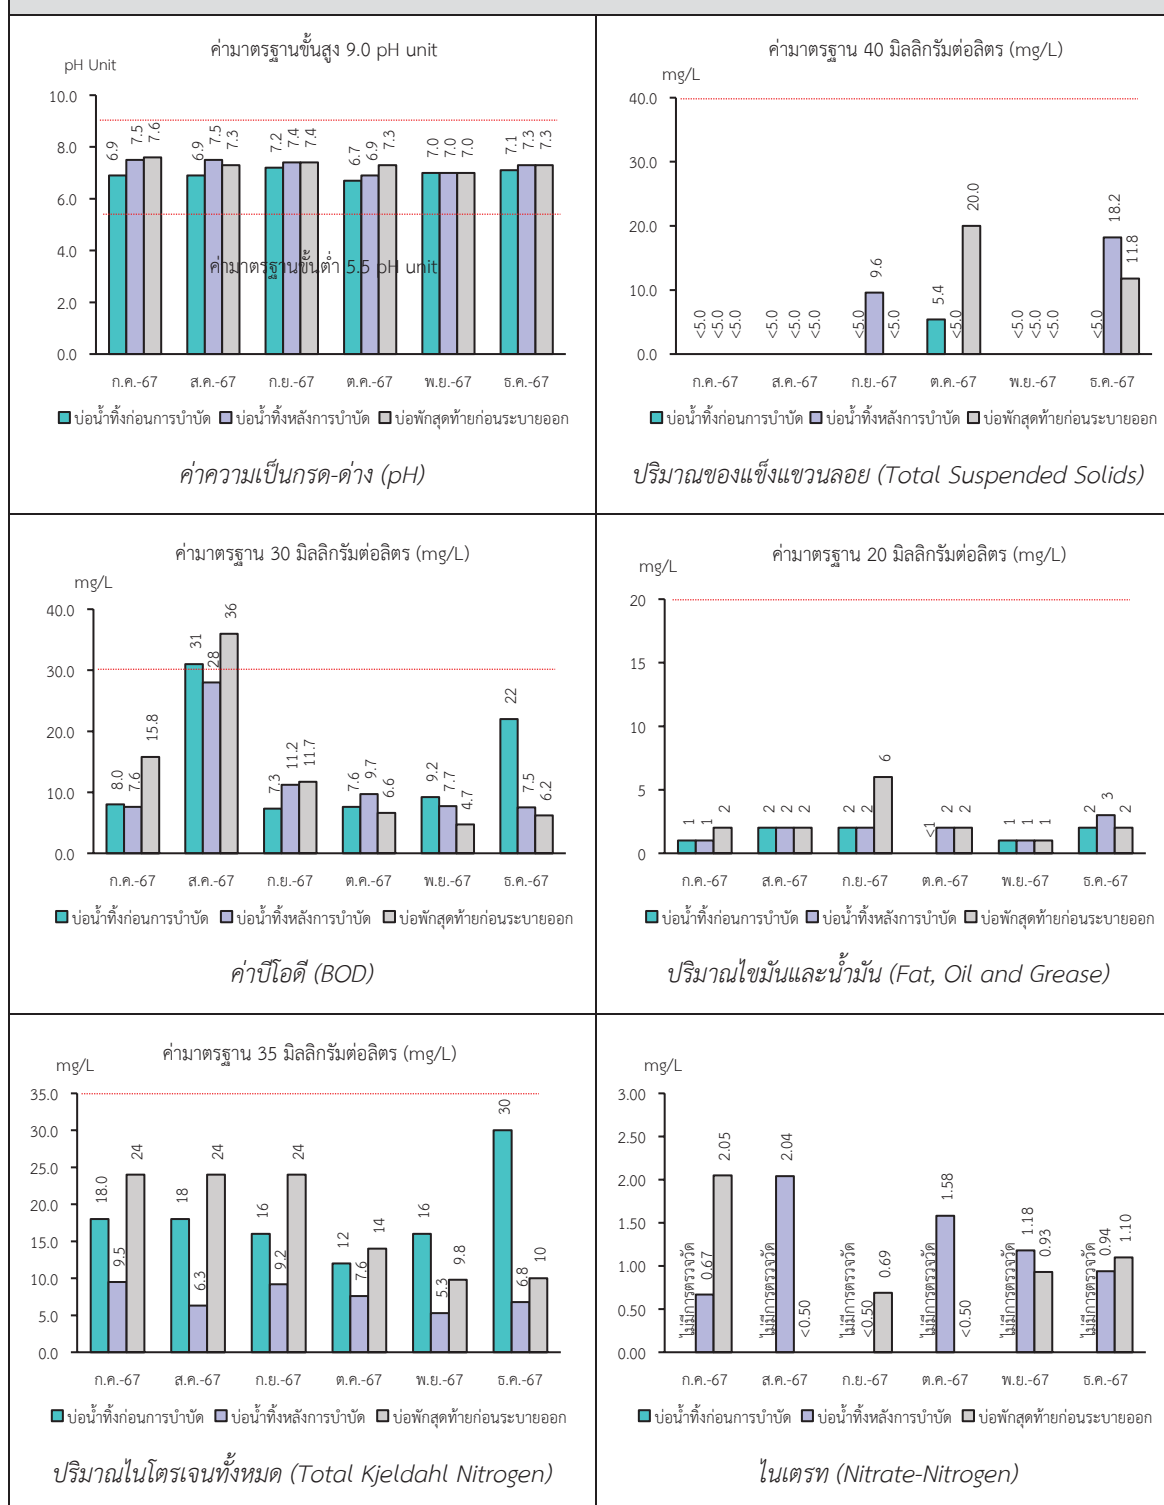 ค่ามาตรฐานขั้นสูง 9.0 pH unit
pH Unit
10.0
8.0
6.0
4.0
2.0
0.0
6.9 7.5 7.6 6.9 7.5 7.3 7.2 7.4 7.4 6.7 6.9 7.3 7.0 7.0 7.0 7.1 7.3 7.3
ค่ามาตรฐานขั้นต่ำ 5.5 pH unit
ก.ค.-67 ส.ค.-67 ก.ย.-67 ต.ค.-67 พ.ย.-67 ธ.ค.-67
บ่อน้ำทิ้งก่อนการบำบัด บ่อน้ำทิ้งหลังการบำบัด บ่อพักสุดท้ายก่อนระบายออก
ค่าความเป็นกรด-ด่าง (pH)
ค่ามาตรฐาน 40 มิลลิกรัมต่อลิตร (mg/L)
mg/L
40.0
30.0
20.0
10.0
0.0
<5.0 <5.0 <5.0 <5.0 <5.0 <5.0 <5.0 9.6 <5.0 5.4 <5.0 20.0 <5.0 <5.0 <5.0 <5.0 18.2 11.8
ก.ค.-67 ส.ค.-67 ก.ย.-67 ต.ค.-67 พ.ย.-67 ธ.ค.-67
บ่อน้ำทิ้งก่อนการบำบัด บ่อน้ำทิ้งหลังการบำบัด บ่อพักสุดท้ายก่อนระบายออก
ปริมาณของแข็งแขวนลอย (Total Suspended Solids)
ค่ามาตรฐาน 30 มิลลิกรัมต่อลิตร (mg/L)
mg/L
40.0
30.0
20.0
10.0
0.0
8.0 7.6 15.8 31 28 36 7.3 11.2 11.7 7.6 9.7 6.6 9.2 7.7 4.7 22 7.5 6.2
ก.ค.-67 ส.ค.-67 ก.ย.-67 ต.ค.-67 พ.ย.-67 ธ.ค.-67
บ่อน้ำทิ้งก่อนการบำบัด บ่อน้ำทิ้งหลังการบำบัด บ่อพักสุดท้ายก่อนระบายออก
ค่าบีโอดี (BOD)
ค่ามาตรฐาน 20 มิลลิกรัมต่อลิตร (mg/L)
mg/L
20
15
10
5
0
1 1 2 2 2 2 2 2 6 <1 2 2 1 1 1 2 3 2
ก.ค.-67 ส.ค.-67 ก.ย.-67 ต.ค.-67 พ.ย.-67 ธ.ค.-67
บ่อน้ำทิ้งก่อนการบำบัด บ่อน้ำทิ้งหลังการบำบัด บ่อพักสุดท้ายก่อนระบายออก
ปริมาณไขมันและน้ำมัน (Fat, Oil and Grease)
ค่ามาตรฐาน 35 มิลลิกรัมต่อลิตร (mg/L)
mg/L
35.0
30.0
25.0
20.0
15.0
10.0
5.0
0.0
18.0 9.5 24 18 6.3 24 16 9.2 24 12 7.6 14 16 5.3 9.8 30 6.8 10
ก.ค.-67 ส.ค.-67 ก.ย.-67 ต.ค.-67 พ.ย.-67 ธ.ค.-67
บ่อน้ำทิ้งก่อนการบำบัด บ่อน้ำทิ้งหลังการบำบัด บ่อพักสุดท้ายก่อนระบายออก
ปริมาณไนโตรเจนทั้งหมด (Total Kjeldahl Nitrogen)
mg/L
3.00
2.50
2.00
1.50
1.00
0.50
0.00
ไม่มีการตรวจวัด 0.67 2.05 ไม่มีการตรวจวัด 2.04 <0.50 ไม่มีการตรวจวัด <0.50 0.69 ไม่มีการตรวจวัด 1.58 <0.50 ไม่มีการตรวจวัด 1.18 0.93 ไม่มีการตรวจวัด 0.94 1.10
ก.ค.-67 ส.ค.-67 ก.ย.-67 ต.ค.-67 พ.ย.-67 ธ.ค.-67
บ่อน้ำทิ้งก่อนการบำบัด บ่อน้ำทิ้งหลังการบำบัด บ่อพักสุดท้ายก่อนระบายออก
ไนเตรท (Nitrate-Nitrogen)